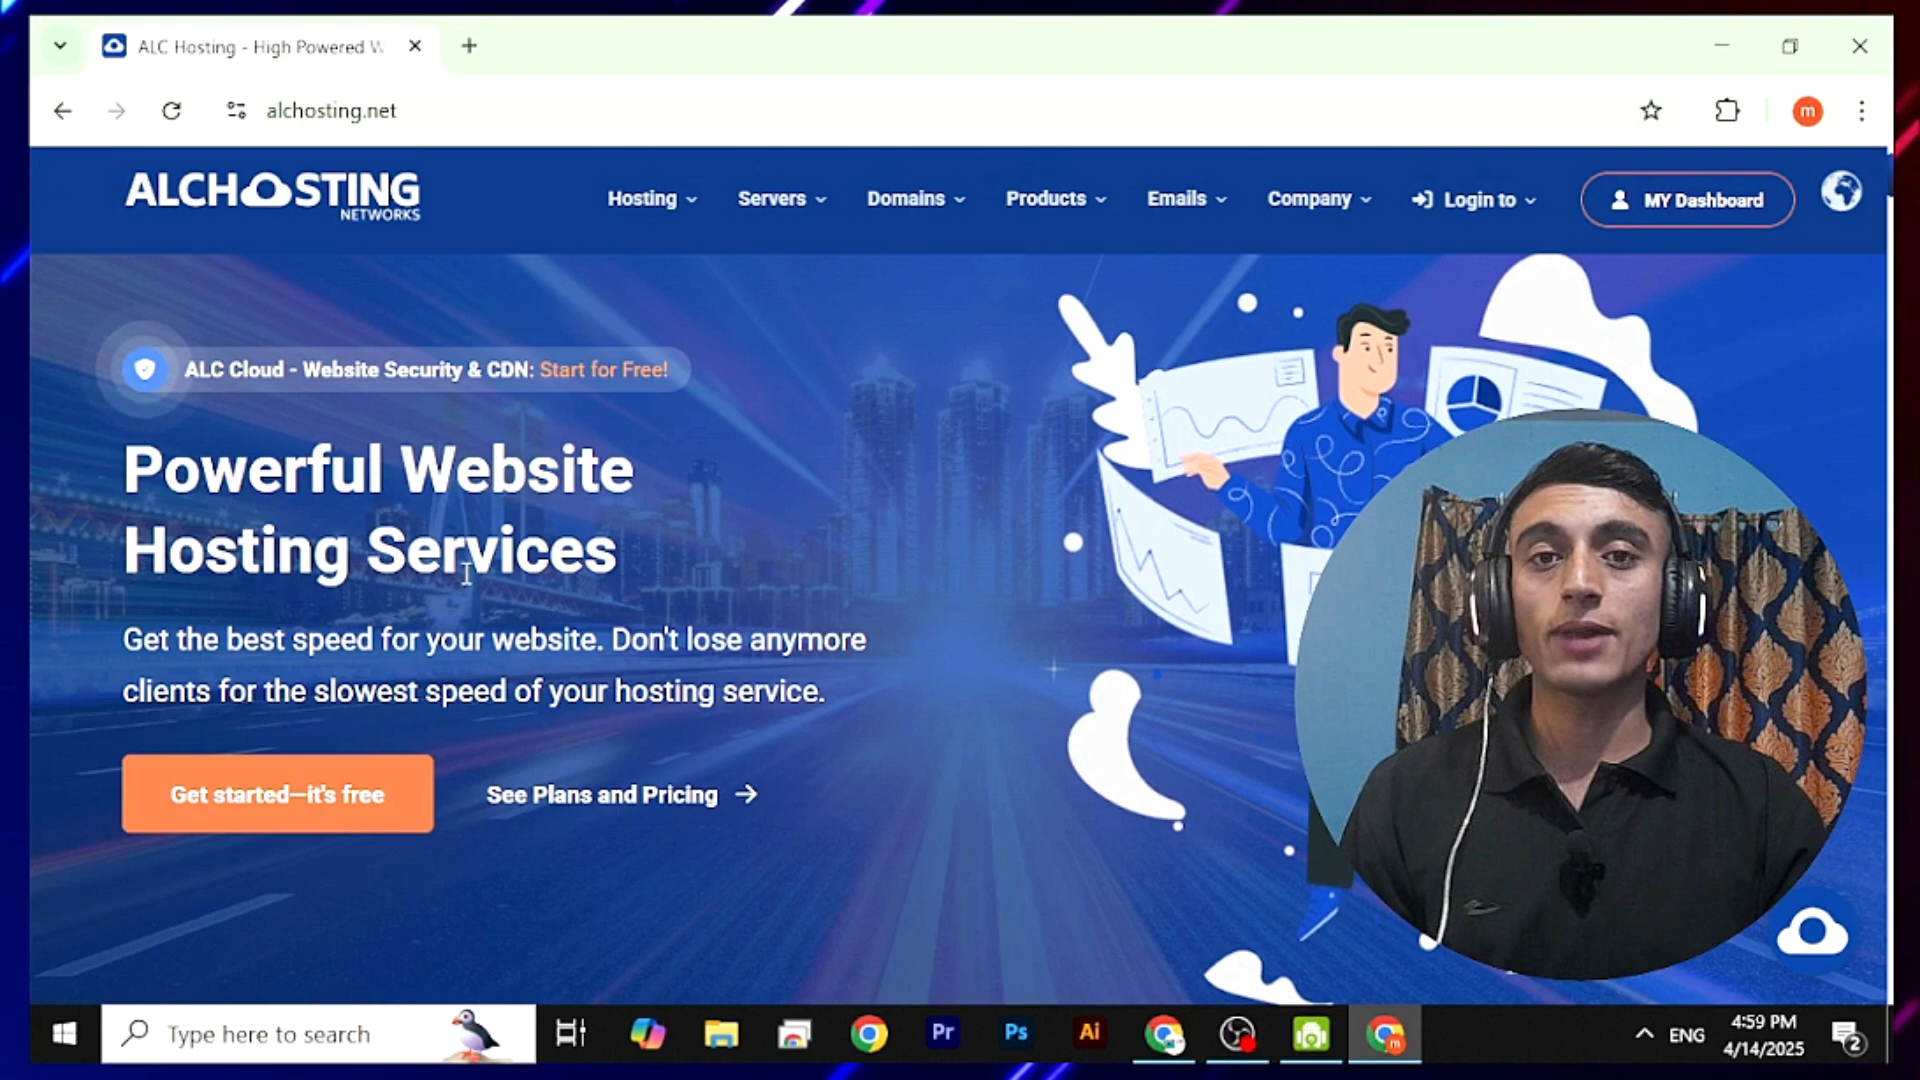 ALC Hosting - High Powered W
alchosting.net
m
ALCHOSTING
NETWORKS
Hosting
Servers
Domains
Products
Emails
Company
Login to
MY Dashboard
ALC Cloud - Website Security & CDN: Start for Free!
Powerful Website
Hosting Services
Get the best speed for your website. Don't lose anymore
clients for the slowest speed of your hosting service.
Get started—it's free
See Plans and Pricing
Type here to search
Pr
Ps
Ai
m
ENG
4:59 PM
4/14/2025
2